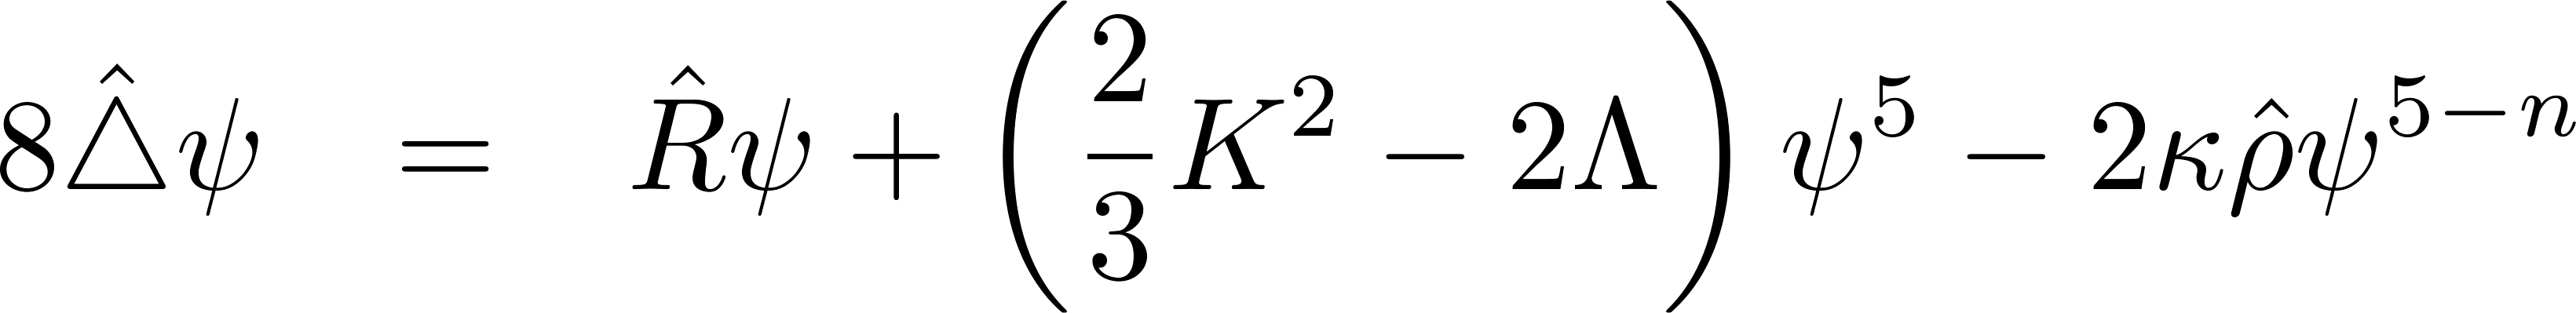 8\hat{\triangle}\psi = \hat{R}\psi + \left(\frac{2}{3}K^2 - 2\Lambda\right)\psi^5 - 2\kappa\hat{\rho}\psi^{5-n}